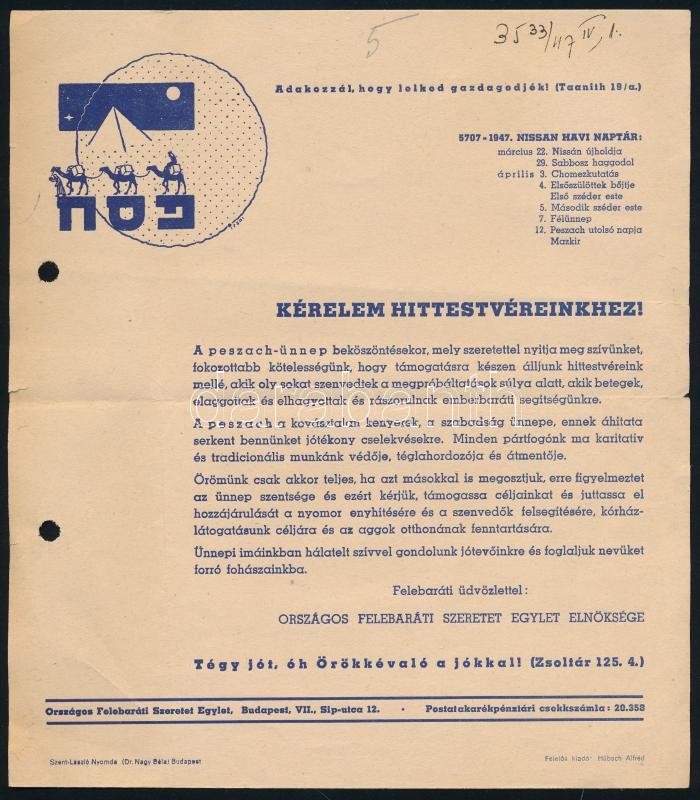 5
35 33/47 IV, 1.
Adakozzál, hogy lelked gazdagodjék! (Taanith 19/a.)
5707-1947. NISSAN HAVI NAPTÁR:
március 22. Nissán újholdja
29. Sabbosz haggodol
április 3. Chomezkutatás
4. Elsőszülöttek bőjtje
Első széder este
5. Második széder este
7. Félünnep
12. Peszach utolsó napja
Mazkir
פסח
KÉRELEM HITTESTVÉREINKHEZ!
A peszach-ünnep beköszöntésekor, mely szeretettel nyitja meg szívünket,
fokozottabb kötelességünk, hogy támogatásra készen álljunk hittestvéreink
mellé, akik oly sokat szenvedtek a megpróbáltatások súlya alatt, akik betegek,
elaggottak és elhagyottak és rászorulnak emberbaráti segitségünkre.
A peszach a kovásztalan kenyerek, a szabadság ünnepe, ennek áhitata
serkent bennünket jótékony cselekvésekre. Minden pártfogónk ma karitativ
és tradicionális munkánk védője, téglahordozója és átmentője.
Örömünk csak akkor teljes, ha azt másokkal is megosztjuk, erre figyelmeztet
az ünnep szentsége és ezért kérjük, támogassa céljainkat és juttassa el
hozzájárulását a nyomor enyhítésére és a szenvedők felsegítésére, kórház-
látogatásunk céljára és az aggok otthonának fenntartására.
Ünnepi imáinkban hálatelt szívvel gondolunk jótevőinkre és foglaljuk nevüket
forró fohászainkba.
Felebaráti üdvözlettel:
ORSZÁGOS FELEBARÁTI SZERETET EGYLET ELNÖKSÉGE
Tégy jót, óh Örökkévaló a jókkal! (Zsoltár 125. 4.)
Országos Felebaráti Szeretet Egylet, Budapest, VII., Sip-utca 12. · Postatakarékpénztári csekkszámla: 20.358
Szent-László Nyomda (Dr. Nagy Béla) Budapest
Felelős kiadó: Hübsch Alfréd
darabanth